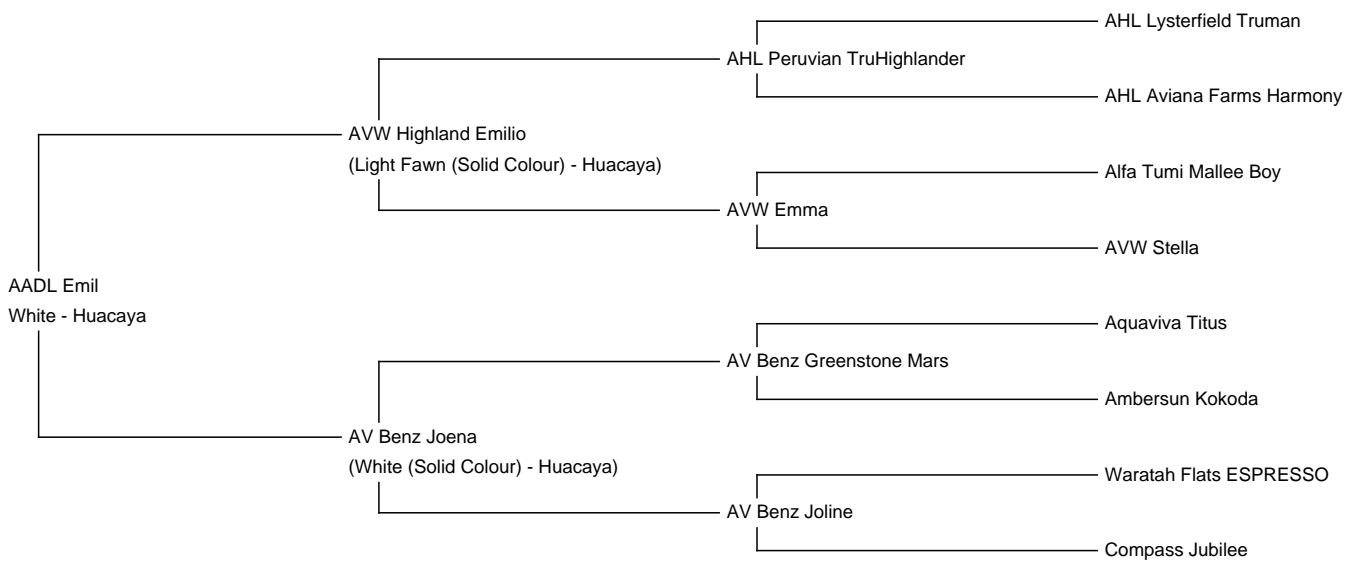 AHL Lysterfield Truman
AHL Peruvian TruHighlander
AHL Aviana Farms Harmony
AVW Highland Emilio
(Light Fawn (Solid Colour) - Huacaya)
Alfa Tumi Mallee Boy
AVW Emma
AVW Stella
AADL Emil
White - Huacaya
Aquaviva Titus
AV Benz Greenstone Mars
Ambersun Kokoda
AV Benz Joena
(White (Solid Colour) - Huacaya)
Waratah Flats ESPRESSO
AV Benz Joline
Compass Jubilee